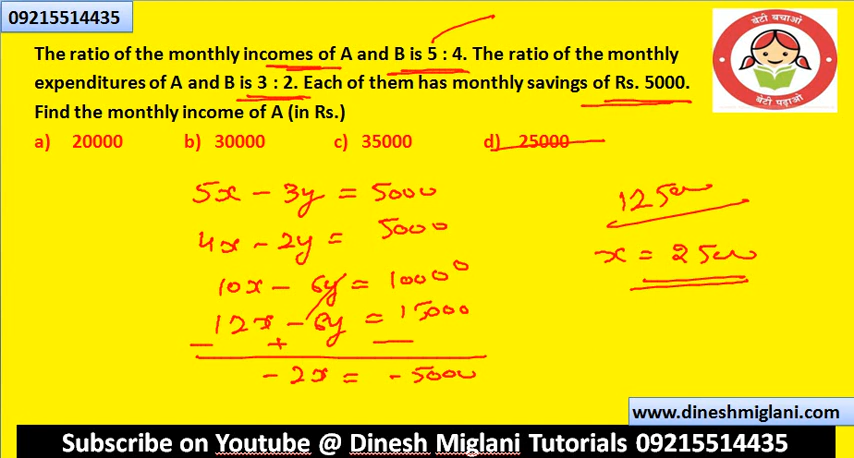 09215514435
बेटी बचाओ
The ratio of the monthly incomes of A and B is 5 : 4. The ratio of the monthly
expenditures of A and B is 3 : 2. Each of them has monthly savings of Rs. 5000.
Find the monthly income of A (in Rs.)
बेटी पढ़ाओ
a) 20000 b) 30000 c) 35000 d) 25000
5x - 3y = 5000
4x - 2y = 5000
10x - 6y = 10000
12x - 6y = 15000
- + -
- 2x = - 5000
12500
x = 2500
www.dineshmiglani.com
Subscribe on Youtube @ Dinesh Miglani Tutorials 09215514435